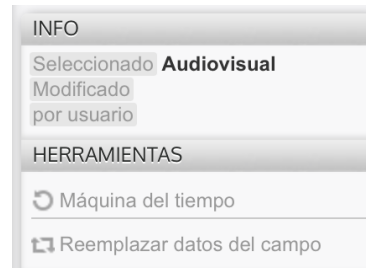 INFO
Seleccionado Audiovisual
Modificado
por usuario
HERRAMIENTAS
Máquina del tiempo
Reemplazar datos del campo